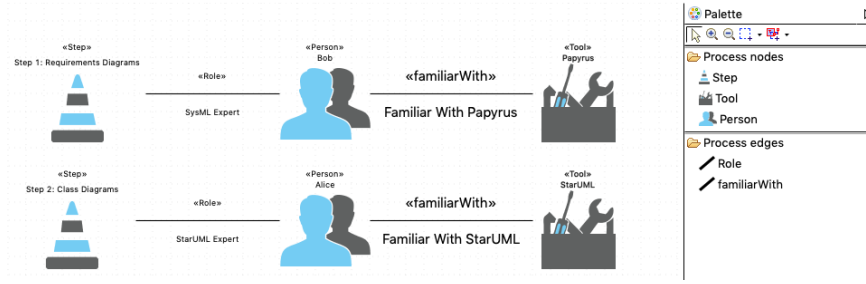 «Step»
Step 1: Requirements Diagrams
«Role»
SysML Expert
«Person»
Bob
«familiarWith»
Familiar With Papyrus
«Tool»
Papyrus
«Step»
Step 2: Class Diagrams
«Role»
StarUML Expert
«Person»
Alice
«familiarWith»
Familiar With StarUML
«Tool»
StarUML
Palette
Process nodes
Step
Tool
Person
Process edges
Role
familiarWith